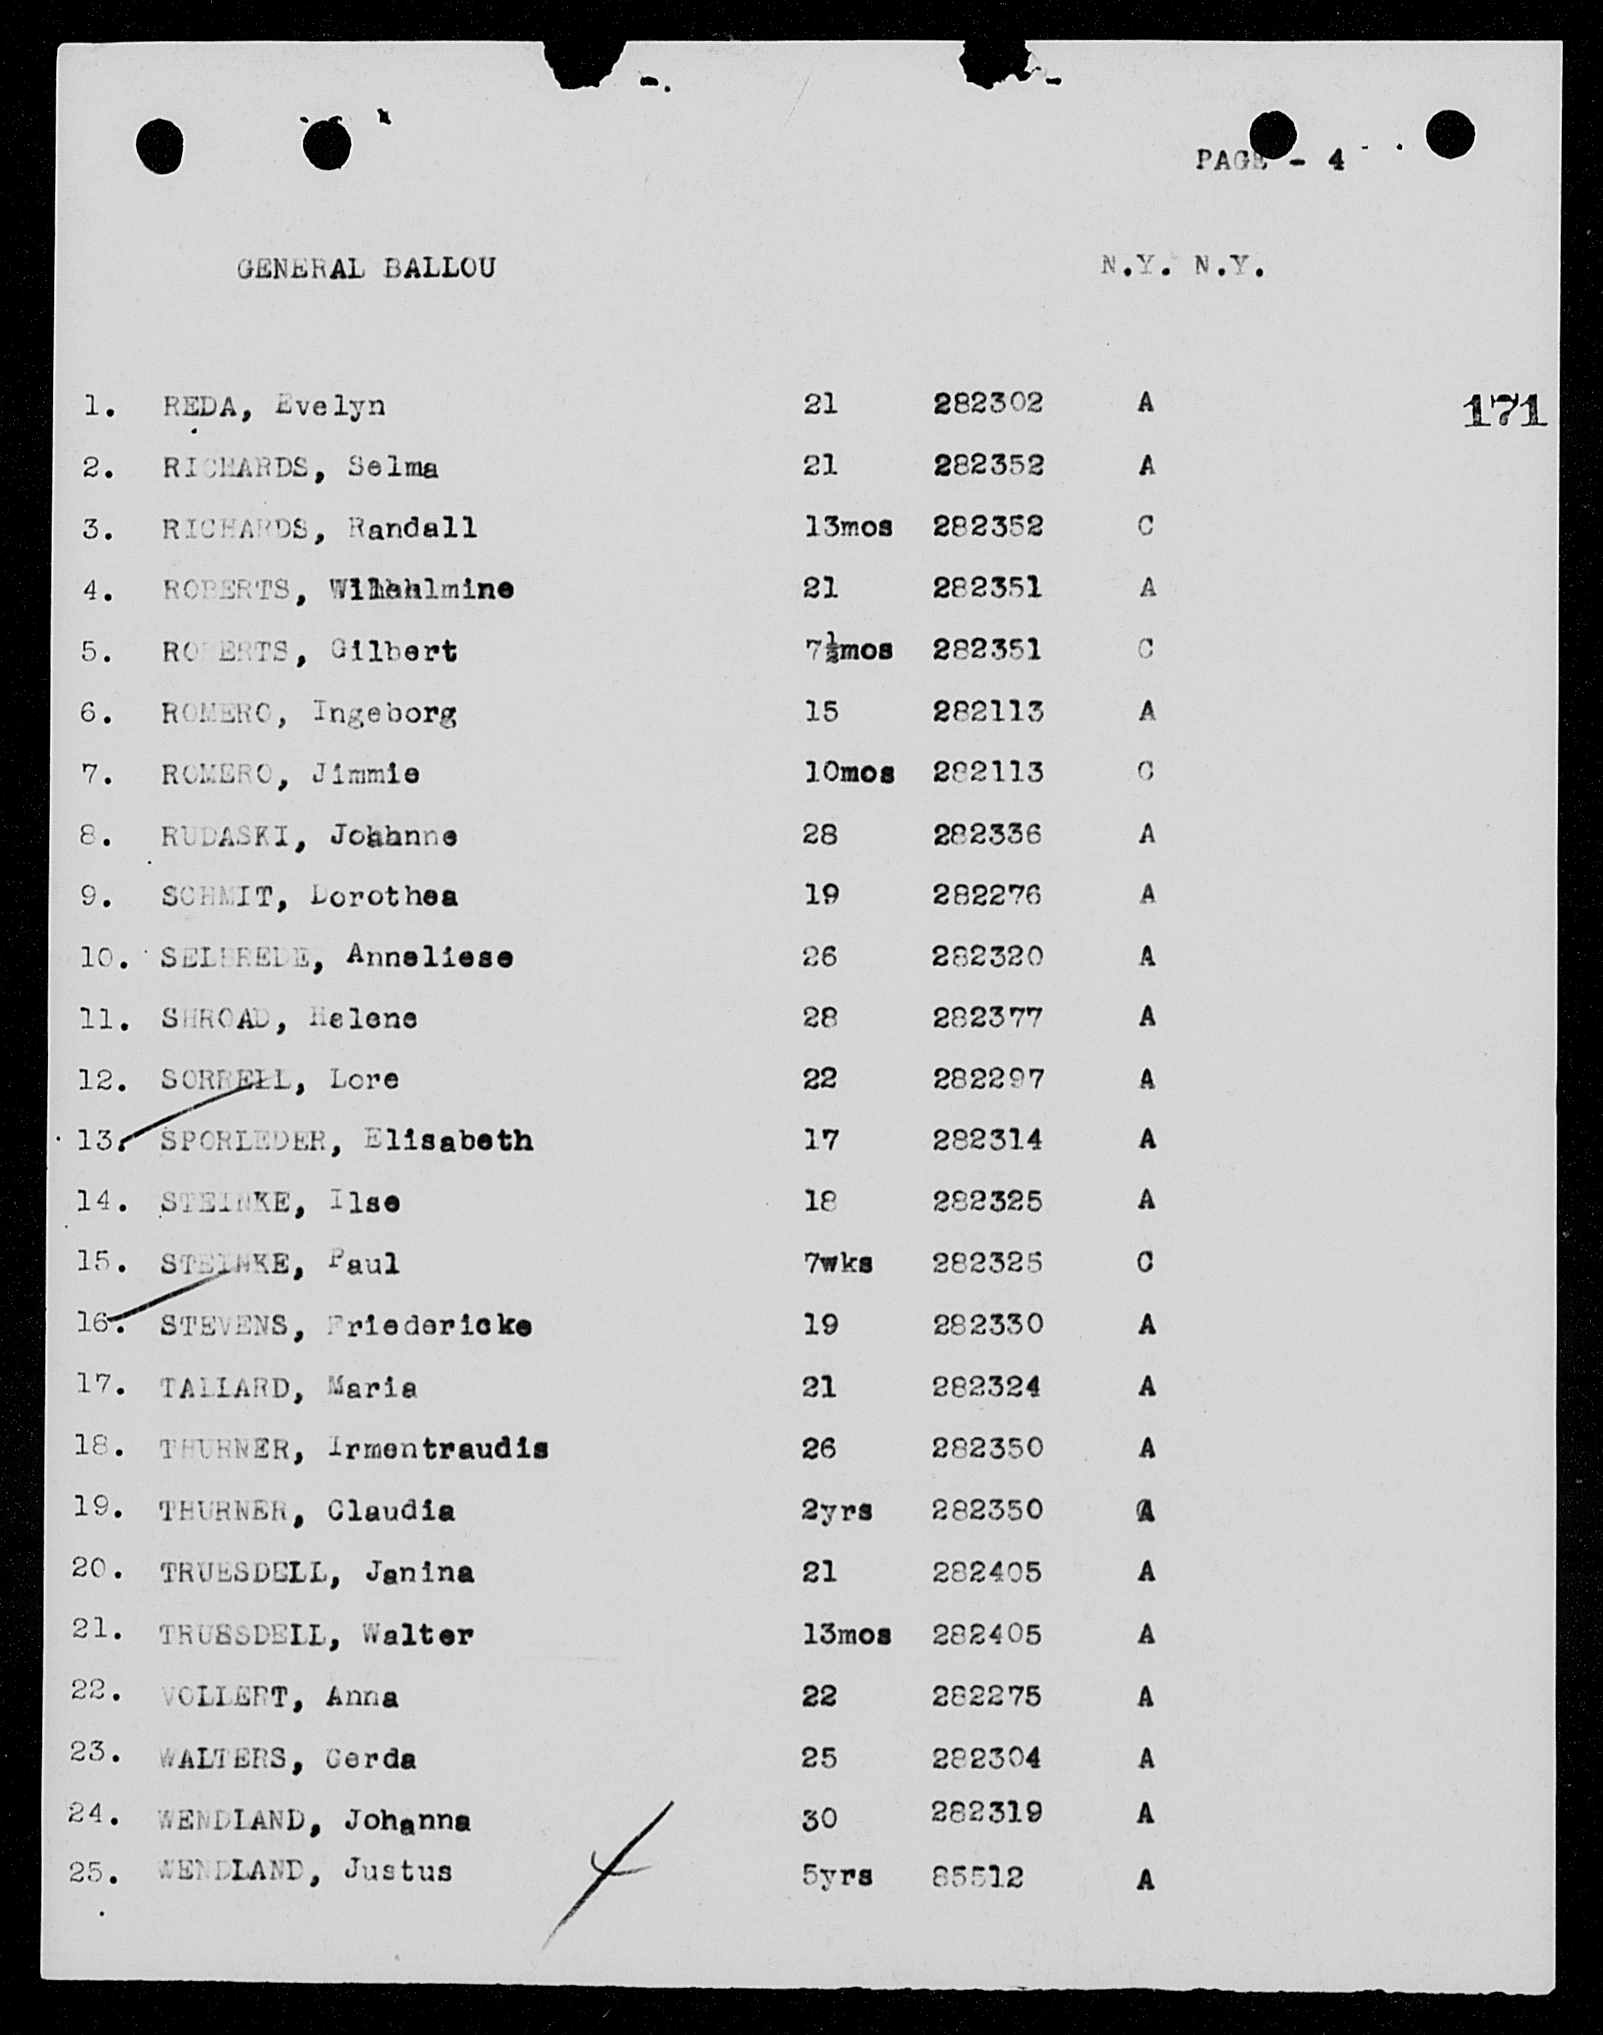 PAGE - 4
GENERAL BALLOU N.Y. N.Y.
171
1. REDA, Evelyn 21 282302 A
2. RICHARDS, Selma 21 282352 A
3. RICHARDS, Randall 13mos 282352 C
4. ROBERTS, Wilhelmine 21 282351 A
5. ROBERTS, Gilbert 7½mos 282351 C
6. ROMERO, Ingeborg 15 282113 A
7. ROMERO, Jimmie 10mos 282113 C
8. RUDASKI, Johanne 28 282336 A
9. SCHMIT, Dorothea 19 282276 A
10. SELBREDE, Anneliese 26 282320 A
11. SHROAD, Helene 28 282377 A
12. SORRELL, Lore 22 282297 A
13. SPORLEDER, Elisabeth 17 282314 A
14. STEINKE, Ilse 18 282325 A
15. STEINKE, Paul 7wks 282325 C
16. STEVENS, Friedericke 19 282330 A
17. TALLARD, Maria 21 282324 A
18. THURNER, Irmentraudis 26 282350 A
19. THURNER, Claudia 2yrs 282350 A
20. TRUESDELL, Janina 21 282405 A
21. TRUESDELL, Walter 13mos 282405 A
22. VOLLERT, Anna 22 282275 A
23. WALTERS, Gerda 25 282304 A
24. WENDLAND, Johanna 30 282319 A
25. WENDLAND, Justus 5yrs 85512 A